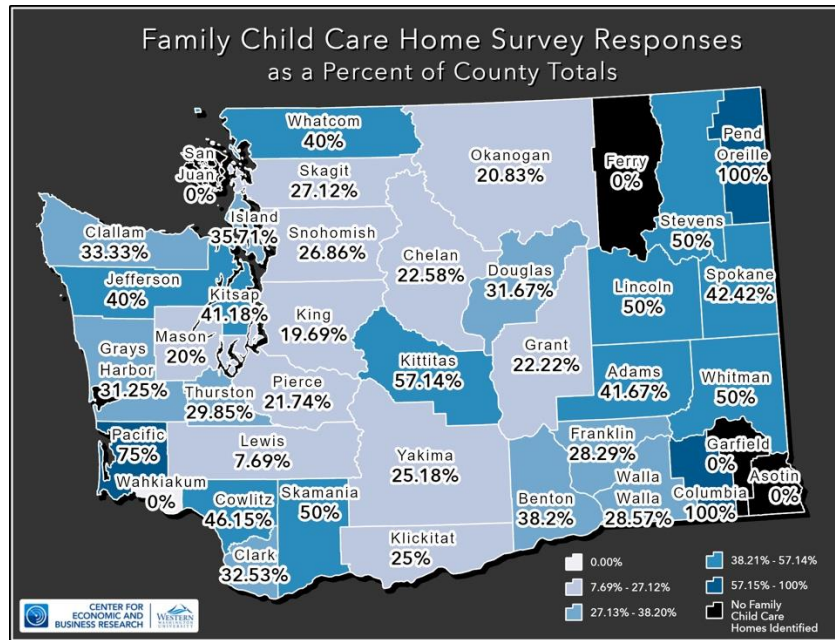 Family Child Care Home Survey Responses
as a Percent of County Totals
Whatcom
40%
San
Juan
0%
Skagit
27.12%
Okanogan
20.83%
Ferry
0%
Pend
Oreille
100%
Stevens
50%
Island
35.71%
Clallam
33.33%
Snohomish
26.86%
Chelan
22.58%
Douglas
31.67%
Jefferson
40%
Kitsap
41.18%
Lincoln
50%
Spokane
42.42%
King
19.69%
Mason
20%
Grays
Harbor
31.25%
Kittitas
57.14%
Grant
22.22%
Thurston
29.85%
Pierce
21.74%
Adams
41.67%
Whitman
50%
Pacific
75%
Lewis
7.69%
Yakima
25.18%
Franklin
28.29%
Garfield
0%
Wahkiakum
0%
Cowlitz
46.15%
Skamania
50%
Benton
38.2%
Walla
Walla
28.57%
Columbia
100%
Asotin
0%
Clark
32.53%
Klickitat
25%
0.00%
7.69% - 27.12%
27.13% - 38.20%
38.21% - 57.14%
57.15% - 100%
No Family
Child Care
Homes Identified
CENTER FOR
ECONOMIC AND
BUSINESS RESEARCH
WESTERN
WASHINGTON
UNIVERSITY